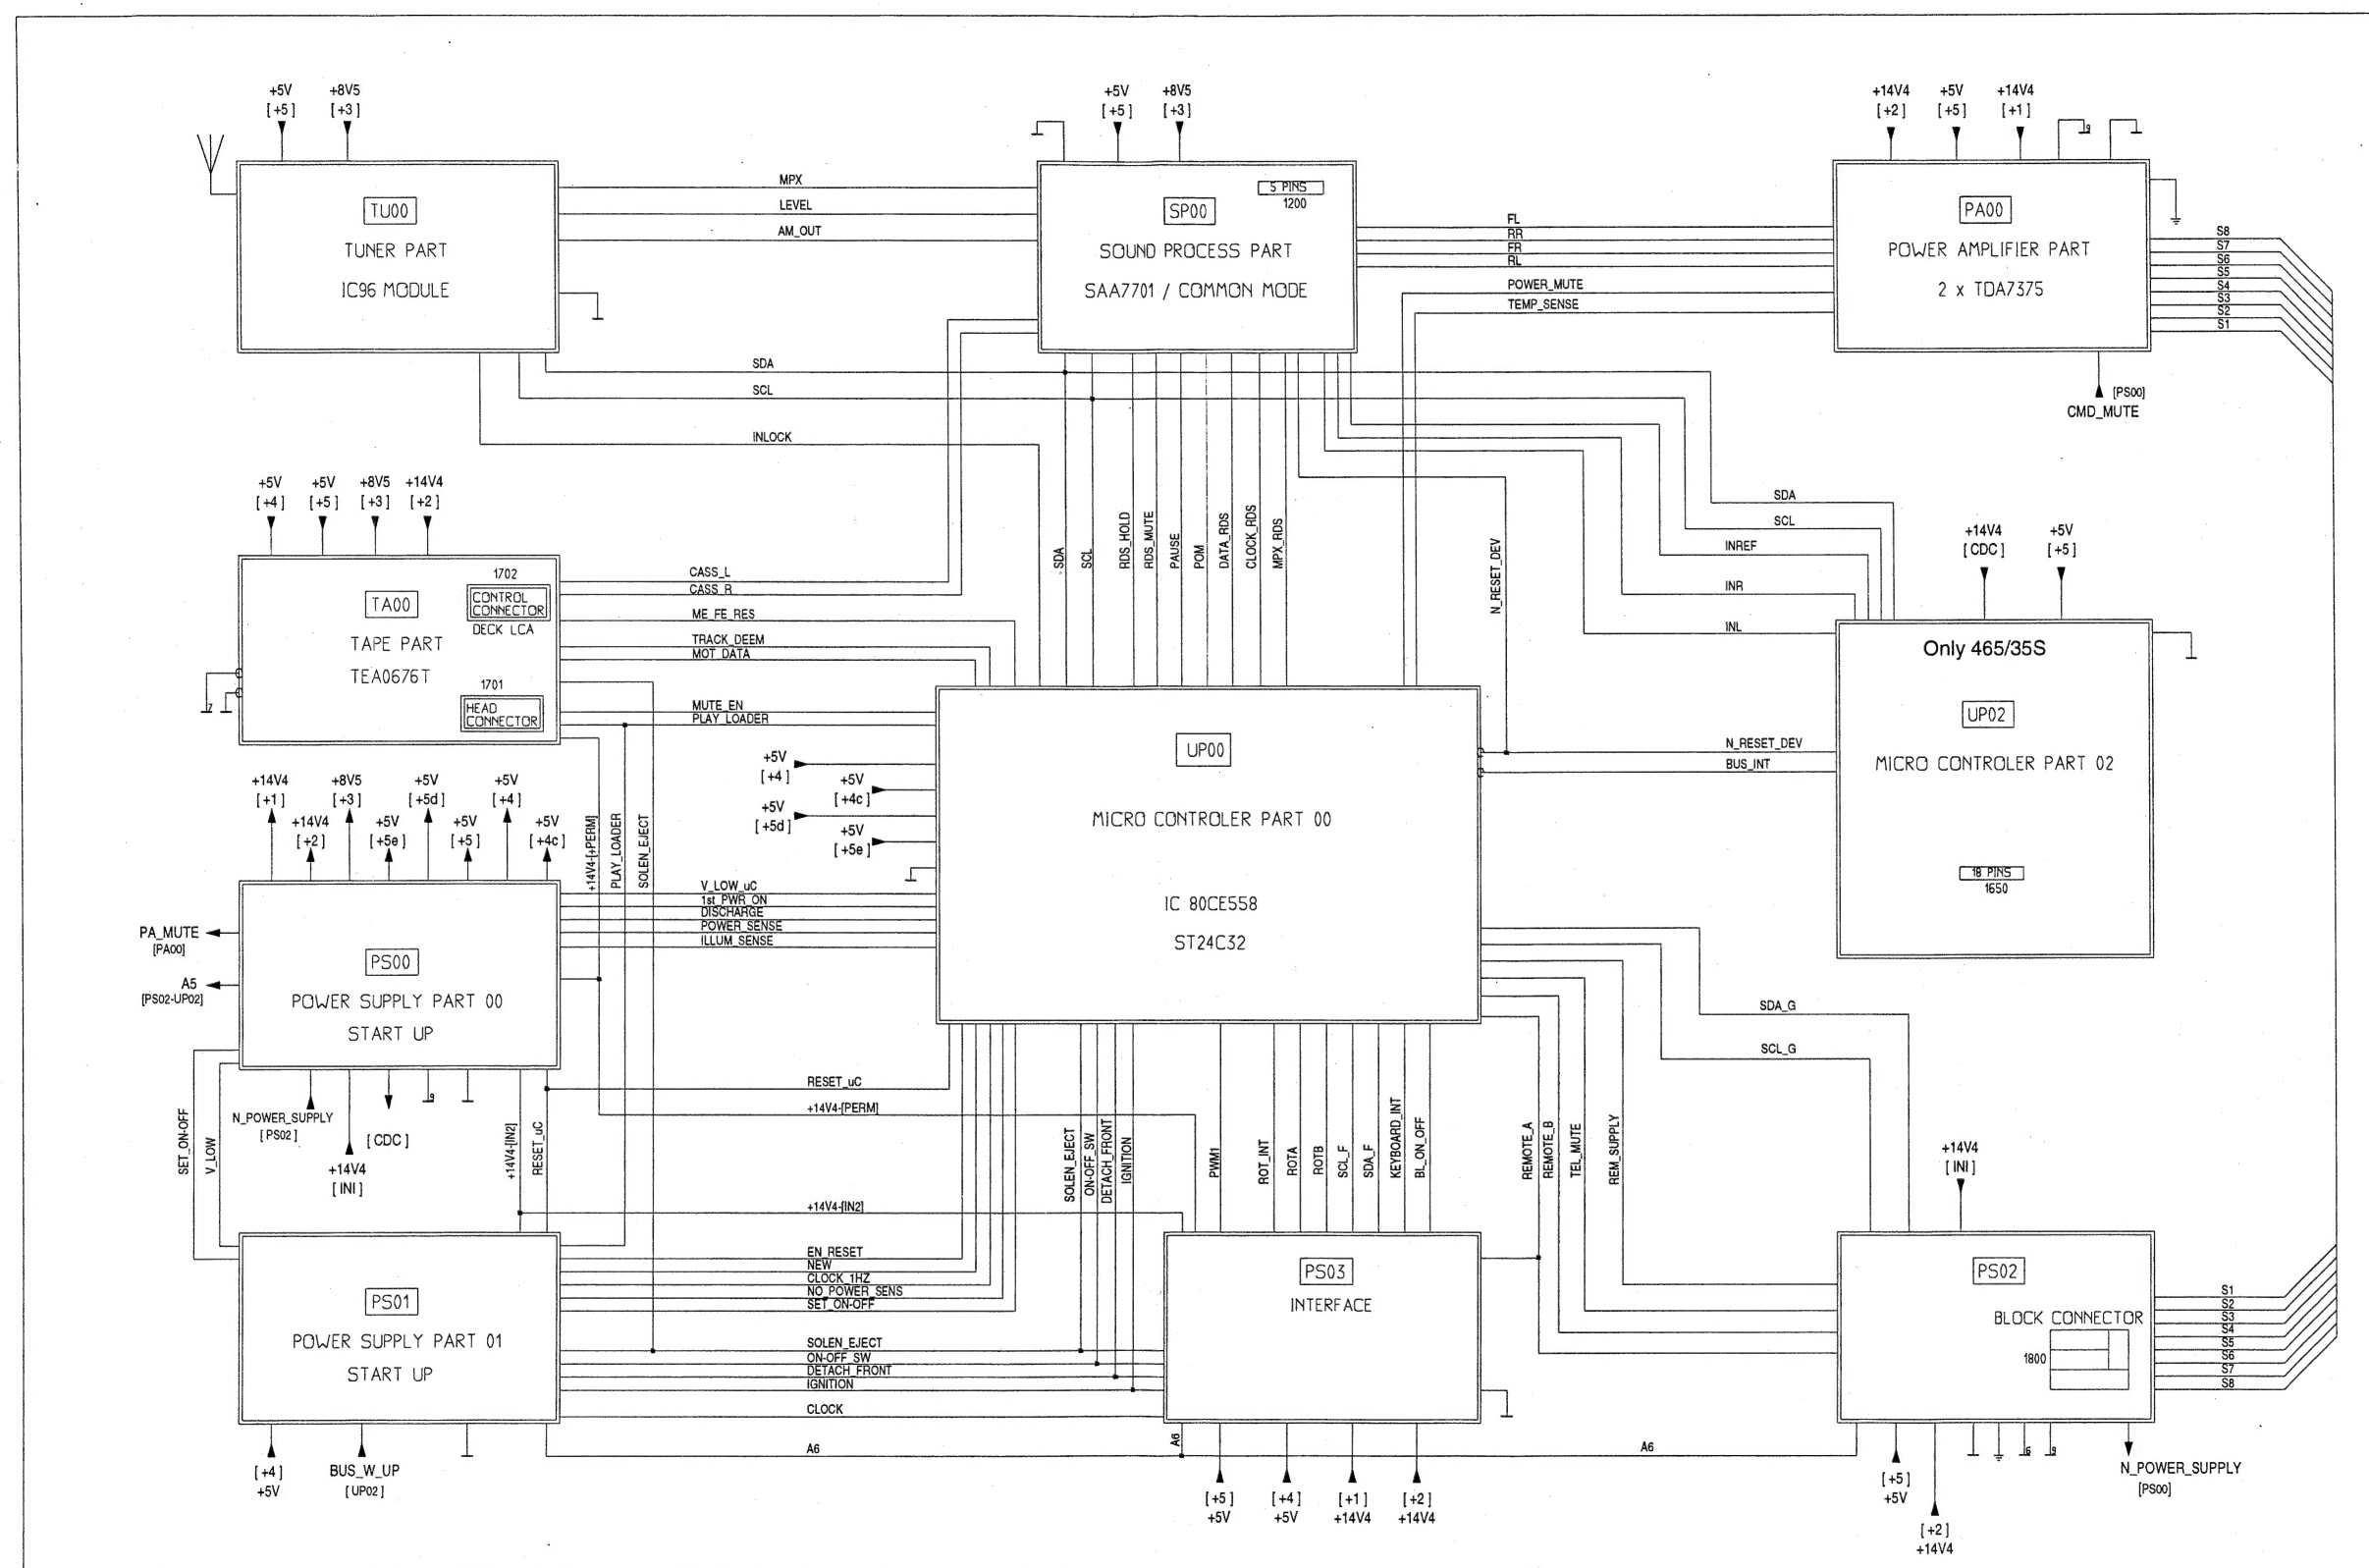 +5V
[ +5 ]
+8V5
[ +3 ]
TU00
TUNER PART
IC96 MODULE
MPX
LEVEL
AM_OUT
SDA
SCL
INLOCK
+5V
[ +5 ]
+8V5
[ +3 ]
SP00
5 PINS
1200
SOUND PROCESS PART
SAA7701 / COMMON MODE
FL
RR
FR
RL
POWER_MUTE
TEMP_SENSE
+14V4
[ +2 ]
+5V
[ +5 ]
+14V4
[ +1 ]
9
PA00
POWER AMPLIFIER PART
2 x TDA7375
S8
S7
S6
S5
S4
S3
S2
S1
[PS00]
CMD_MUTE
+5V
[ +4 ]
+5V
[ +5 ]
+8V5
[ +3 ]
+14V4
[ +2 ]
TA00
TAPE PART
TEA0676T
1702
CONTROL
CONNECTOR
DECK LCA
1701
HEAD
CONNECTOR
7
CASS_L
CASS_R
ME_FE_RES
TRACK_DEEM
MOT_DATA
MUTE_EN
PLAY_LOADER
SDA
SCL
RDS_HOLD
RDS_MUTE
PAUSE
POM
DATA_RDS
CLOCK_RDS
MPX_RDS
N_RESET_DEV
SDA
SCL
INREF
INR
INL
+14V4
[ CDC ]
+5V
[ +5 ]
Only 465/35S
UP02
MICRO CONTROLER PART 02
18 PINS
1650
N_RESET_DEV
BUS_INT
+5V
[ +4 ]
+5V
[ +4c ]
+5V
[ +5d ]
+5V
[ +5e ]
UP00
MICRO CONTROLER PART 00
IC 80CE558
ST24C32
+14V4-[+PERM]
PLAY_LOADER
SOLEN_EJECT
+14V4
[ +1 ]
+14V4
[ +2 ]
+8V5
[ +3 ]
+5V
[ +5e ]
+5V
[ +5d ]
+5V
[ +5 ]
+5V
[ +4 ]
+5V
[ +4c ]
PA_MUTE
[PA00]
A5
[PS02-UP02]
PS00
POWER SUPPLY PART 00
START UP
V_LOW_uC
1st_PWR_ON
DISCHARGE
POWER_SENSE
ILLUM_SENSE
SET_ON-OFF
V_LOW
N_POWER_SUPPLY
[ PS02 ]
+14V4
[ INI ]
[ CDC ]
9
+14V4-[IN2]
RESET_uC
RESET_uC
+14V4-[PERM]
+14V4-[IN2]
SOLEN_EJECT
ON-OFF_SW
DETACH_FRONT
IGNITION
PWM1
ROT_INT
ROTA
ROTB
SCL_F
SDA_F
KEYBOARD_INT
BL_ON_OFF
REMOTE_A
REMOTE_B
TEL_MUTE
REM_SUPPLY
SDA_G
SCL_G
+14V4
[ INI ]
PS01
POWER SUPPLY PART 01
START UP
EN_RESET
NEW
CLOCK_1HZ
NO_POWER_SENS
SET_ON-OFF
SOLEN_EJECT
ON-OFF_SW
DETACH_FRONT
IGNITION
CLOCK
A6
A6
A6
[ +4 ]
+5V
BUS_W_UP
[ UP02 ]
PS03
INTERFACE
[ +5 ]
+5V
[ +4 ]
+5V
[ +1 ]
+14V4
[ +2 ]
+14V4
PS02
BLOCK CONNECTOR
1800
S1
S2
S3
S4
S5
S6
S7
S8
[ +5 ]
+5V
[ +2 ]
+14V4
6
9
N_POWER_SUPPLY
[PS00]